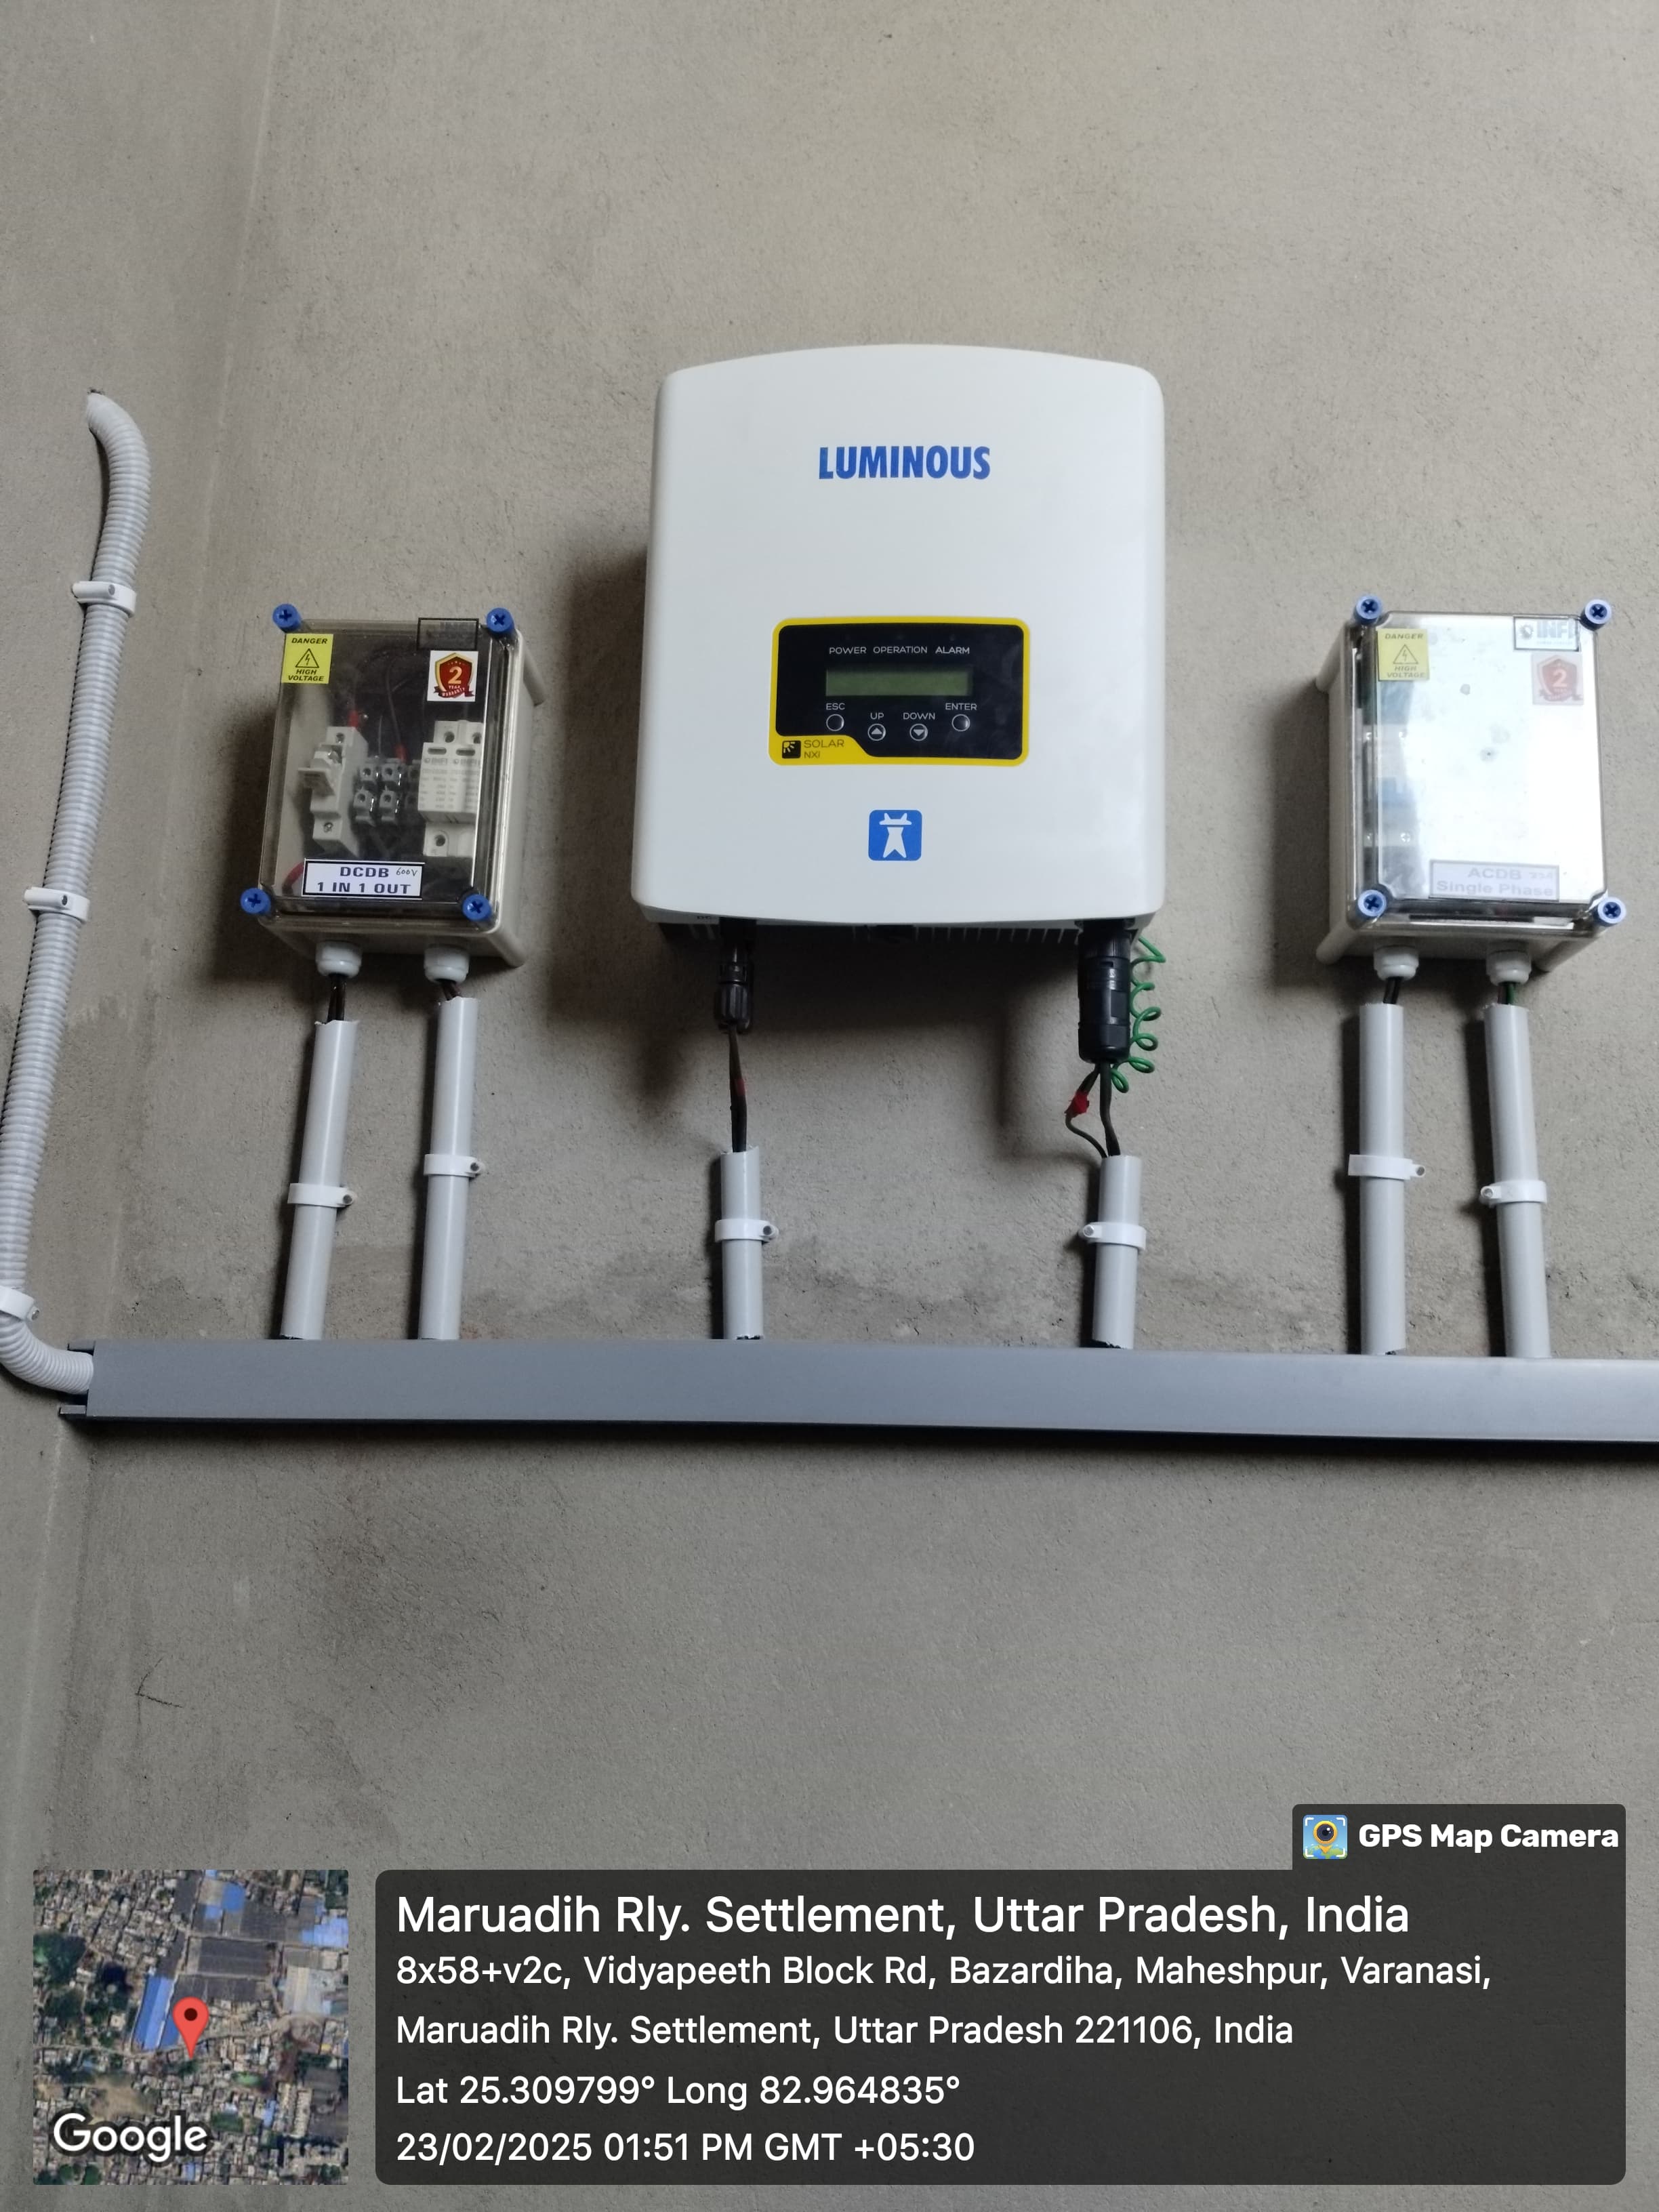 LUMINOUS
POWER OPERATION ALARM
ESC
UP
DOWN
ENTER
SOLAR
NXI
DANGER
HIGH
VOLTAGE
2
DCDB 600V
1 IN 1 OUT
DANGER
HIGH
VOLTAGE
2
ACDB
Single Phase
GPS Map Camera
Maruadih Rly. Settlement, Uttar Pradesh, India
8x58+v2c, Vidyapeeth Block Rd, Bazardiha, Maheshpur, Varanasi,
Maruadih Rly. Settlement, Uttar Pradesh 221106, India
Lat 25.309799° Long 82.964835°
23/02/2025 01:51 PM GMT +05:30
Google